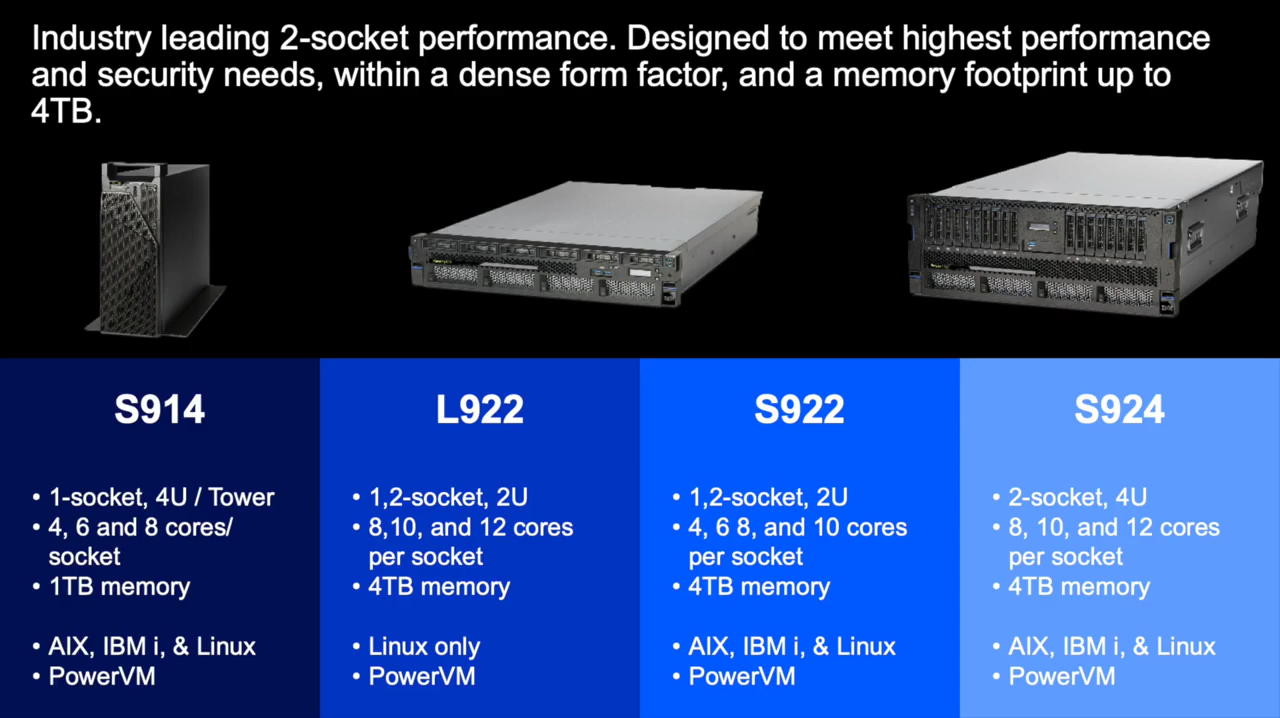 Industry leading 2-socket performance. Designed to meet highest performance
and security needs, within a dense form factor, and a memory footprint up to
4TB.
S914
• 1-socket, 4U / Tower
• 4, 6 and 8 cores/
socket
• 1TB memory
• AIX, IBM i, & Linux
• PowerVM
L922
• 1,2-socket, 2U
• 8,10, and 12 cores
per socket
• 4TB memory
• Linux only
• PowerVM
S922
• 1,2-socket, 2U
• 4, 6 8, and 10 cores
per socket
• 4TB memory
• AIX, IBM i, & Linux
• PowerVM
S924
• 2-socket, 4U
• 8, 10, and 12 cores
per socket
• 4TB memory
• AIX, IBM i, & Linux
• PowerVM